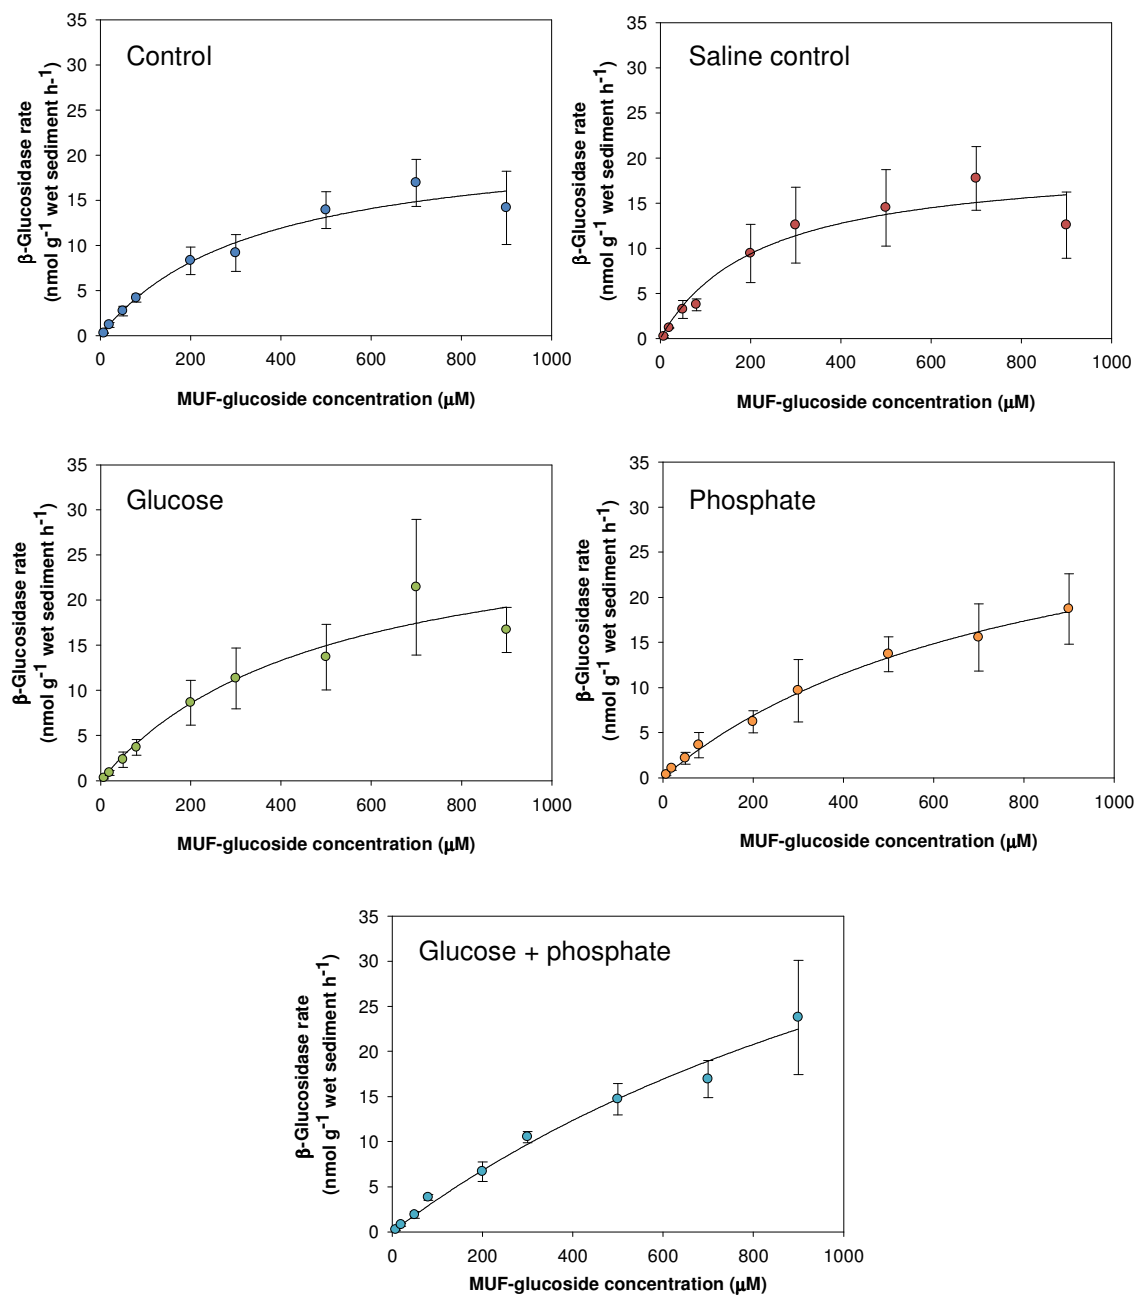 Control
35
30
25
20
15
10
5
0
0 200 400 600 800 1000
β-Glucosidase rate
(nmol g⁻¹ wet sediment h-¹)
MUF-glucoside concentration (μM)
Saline control
35
30
25
20
15
10
5
0
0 200 400 600 800 1000
β-Glucosidase rate
(nmol g⁻¹ wet sediment h⁻¹)
MUF-glucoside concentration (μM)
Glucose
35
30
25
20
15
10
5
0
0 200 400 600 800 1000
β-Glucosidase rate
(nmol g⁻¹ wet sediment h⁻¹)
MUF-glucoside concentration (μM)
Phosphate
35
30
25
20
15
10
5
0
0 200 400 600 800 1000
β-Glucosidase rate
(nmol g⁻¹ wet sediment h⁻¹)
MUF-glucoside concentration (μM)
Glucose + phosphate
35
30
25
20
15
10
5
0
0 200 400 600 800 1000
β-Glucosidase rate
(nmol g⁻¹ wet sediment h⁻¹)
MUF-glucoside concentration (μM)